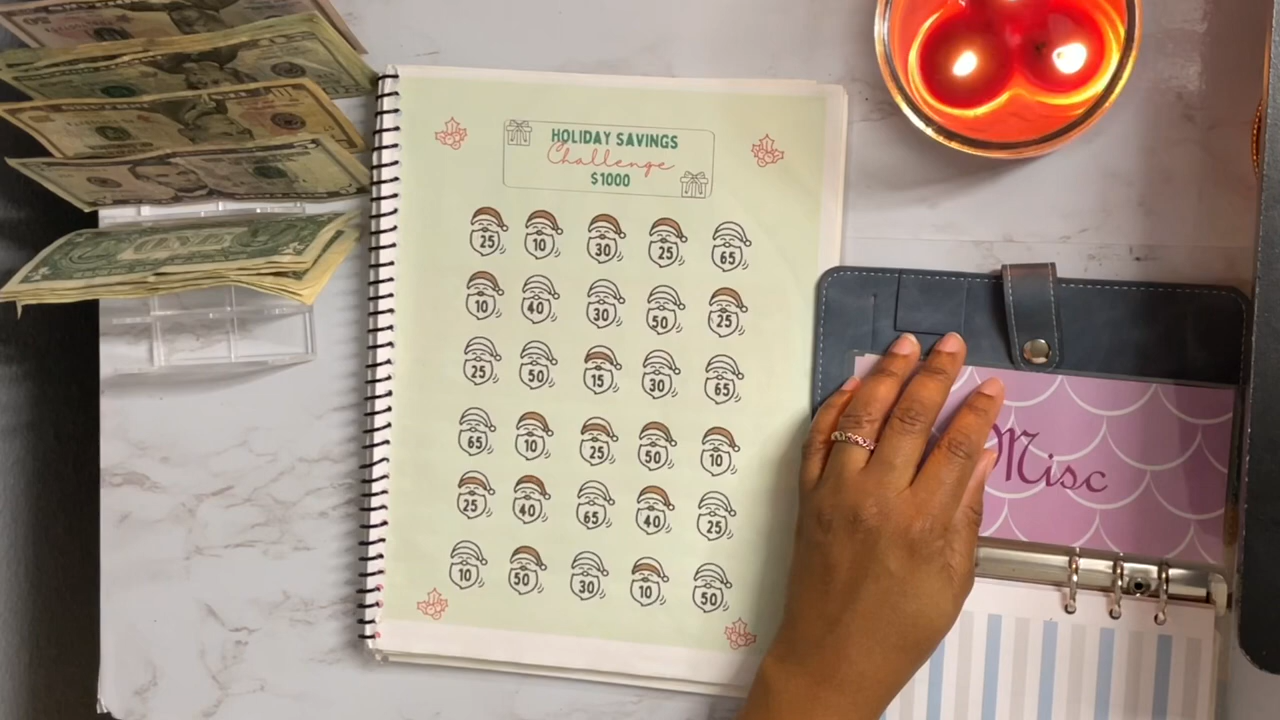 HOLIDAY SAVINGS
Challenge
$1000
25 10 30 25 65
10 40 30 50 25
25 50 15 30 65
65 10 25 50 10
25 40 65 40 25
10 50 30 10 50
Misc